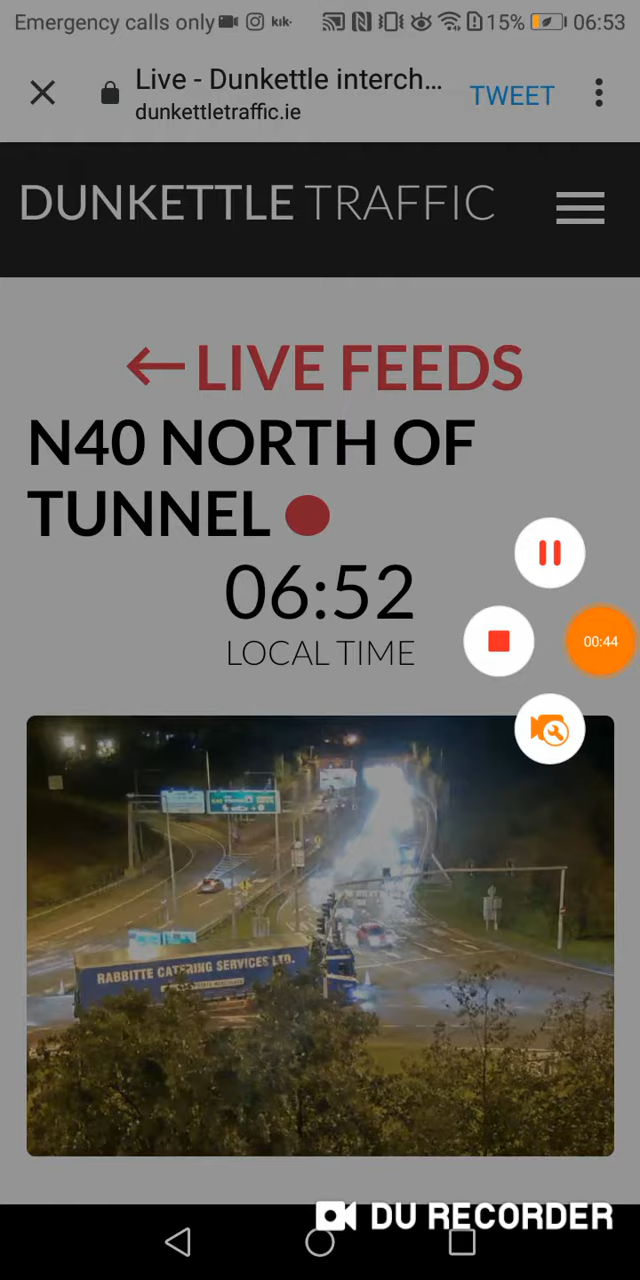 Emergency calls only kik. 15% 06:53
Live - Dunkettle interch...
dunkettletraffic.ie
TWEET
DUNKETTLE TRAFFIC
←LIVE FEEDS
N40 NORTH OF
TUNNEL
06:52
LOCAL TIME
00:44
RABBITTE CATERING SERVICES LTD.
DU RECORDER